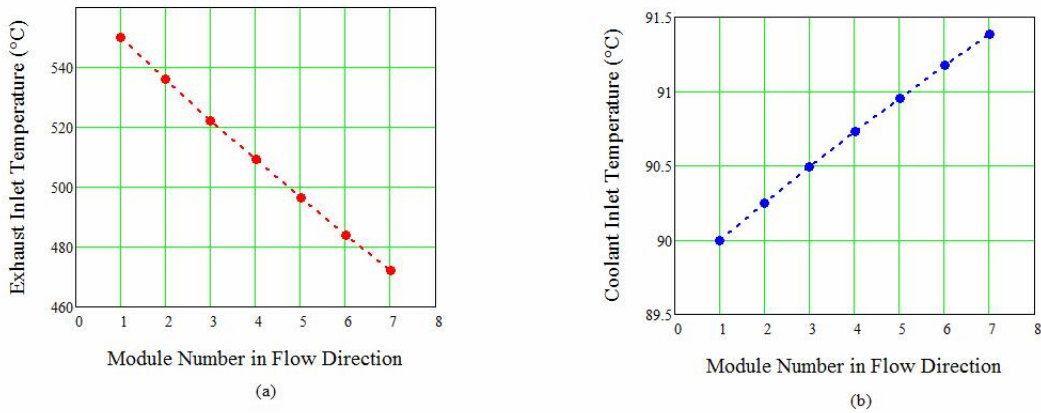 Exhaust Inlet Temperature (°C)
540
520
500
480
460
0 1 2 3 4 5 6 7 8
Module Number in Flow Direction
(a)
Coolant Inlet Temperature (°C)
91.5
91
90.5
90
89.5
0 1 2 3 4 5 6 7 8
Module Number in Flow Direction
(b)